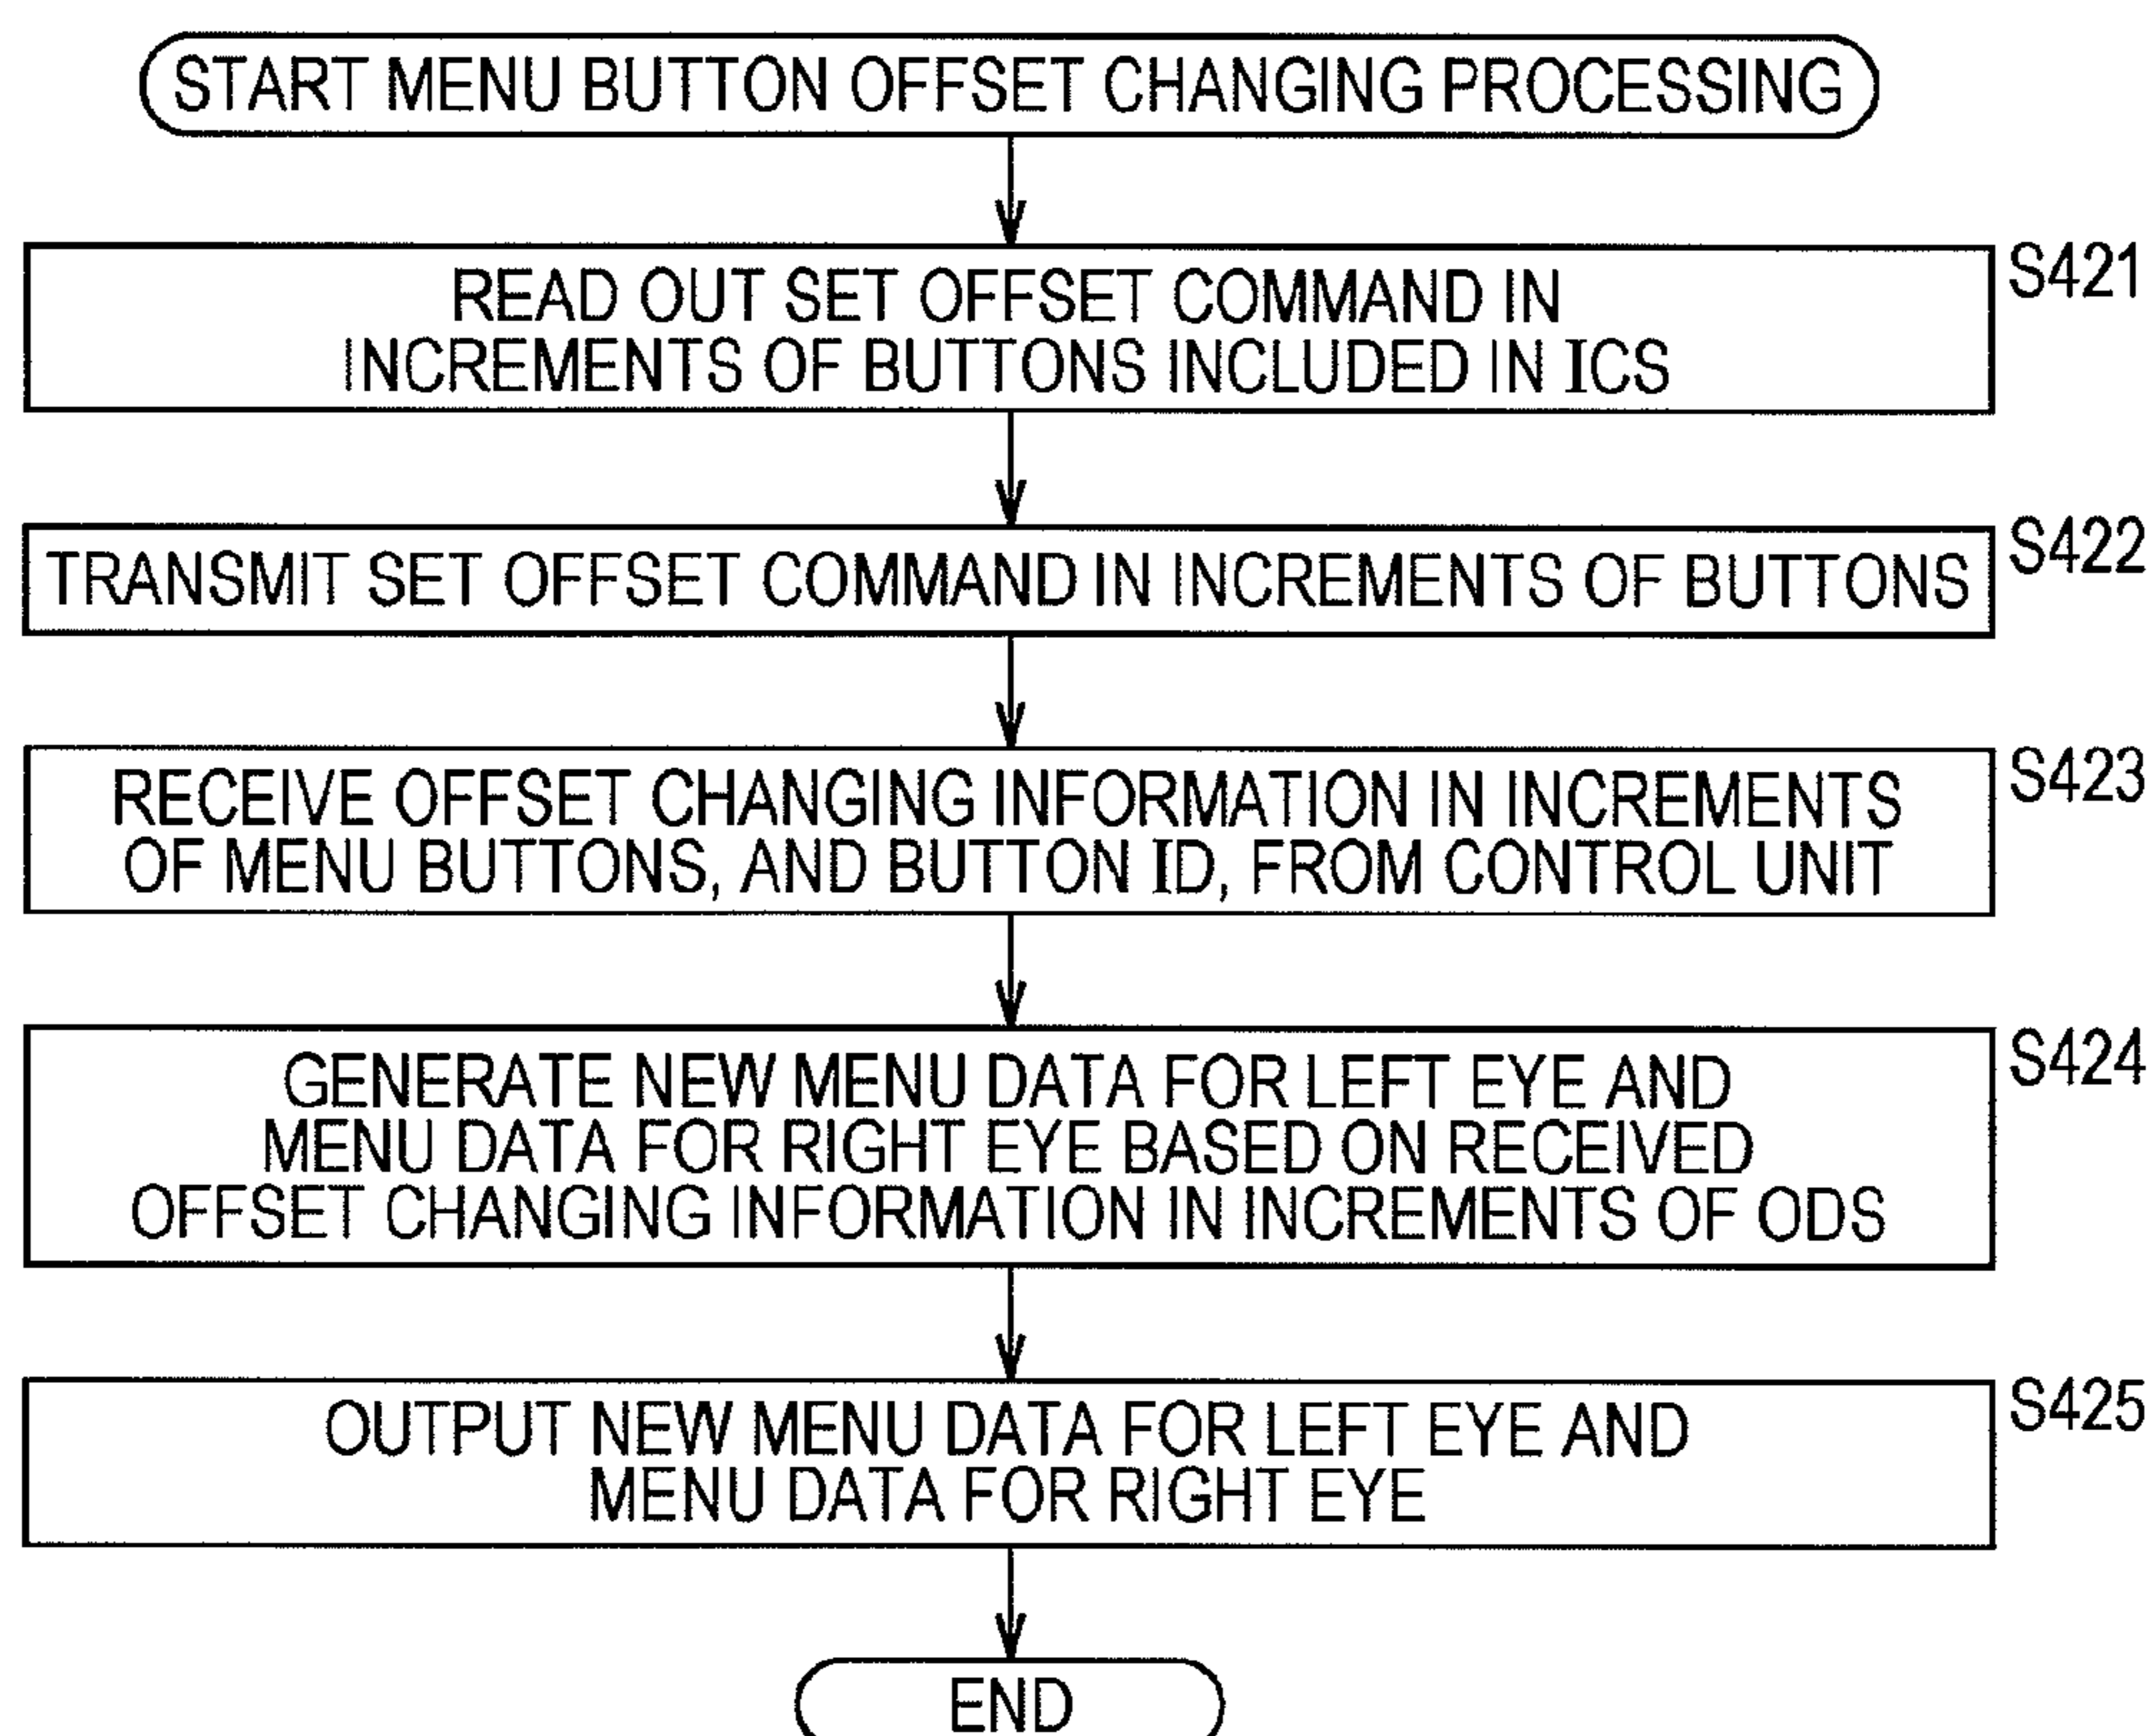 START MENU BUTTON OFFSET CHANGING PROCESSING
READ OUT SET OFFSET COMMAND IN
INCREMENTS OF BUTTONS INCLUDED IN ICS
S421
TRANSMIT SET OFFSET COMMAND IN INCREMENTS OF BUTTONS
S422
RECEIVE OFFSET CHANGING INFORMATION IN INCREMENTS
OF MENU BUTTONS, AND BUTTON ID, FROM CONTROL UNIT
S423
GENERATE NEW MENU DATA FOR LEFT EYE AND
MENU DATA FOR RIGHT EYE BASED ON RECEIVED
OFFSET CHANGING INFORMATION IN INCREMENTS OF ODS
S424
OUTPUT NEW MENU DATA FOR LEFT EYE AND
MENU DATA FOR RIGHT EYE
S425
END